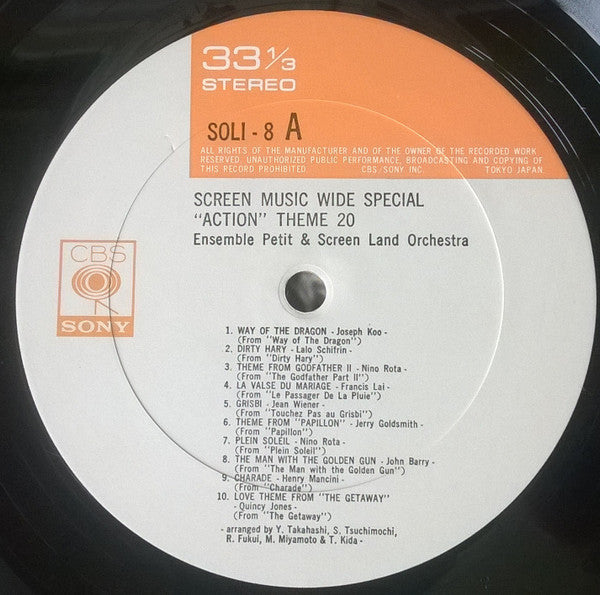 33 1/3
STEREO
SOLI - 8 A
ALL RIGHTS OF THE MANUFACTURER AND OF THE OWNER OF THE RECORDED WORK
RESERVED. UNAUTHORIZED PUBLIC PERFORMANCE, BROADCASTING AND COPYING OF
THIS RECORD PROHIBITED. CBS/SONY INC. TOKYO JAPAN.
SCREEN MUSIC WIDE SPECIAL
"ACTION" THEME 20
Ensemble Petit & Screen Land Orchestra
CBS
SONY
1. WAY OF THE DRAGON - Joseph Koo -
(From "Way of The Dragon")
2. DIRTY HARY - Lalo Schifrin -
(From "Dirty Hary")
3. THEME FROM GODFATHER II - Nino Rota -
(From "The Godfather Part II")
4. LA VALSE DU MARIAGE - Francis Lai -
(From "Le Passager De La Pluie")
5. GRISBI - Jean Wiener -
(From "Touchez Pas au Grisbi")
6. THEME FROM "PAPILLON" - Jerry Goldsmith -
(From "Papillon")
7. PLEIN SOLEIL - Nino Rota -
(From "Plein Soleil")
8. THE MAN WITH THE GOLDEN GUN - John Barry -
(From "The Man with the Golden Gun")
9. CHARADE - Henry Mancini -
(From "Charade")
10. LOVE THEME FROM "THE GETAWAY"
- Quincy Jones -
(From "The Getaway")
- arranged by Y. Takahashi, S. Tsuchimochi,
R. Fukui, M. Miyamoto & T. Kida -